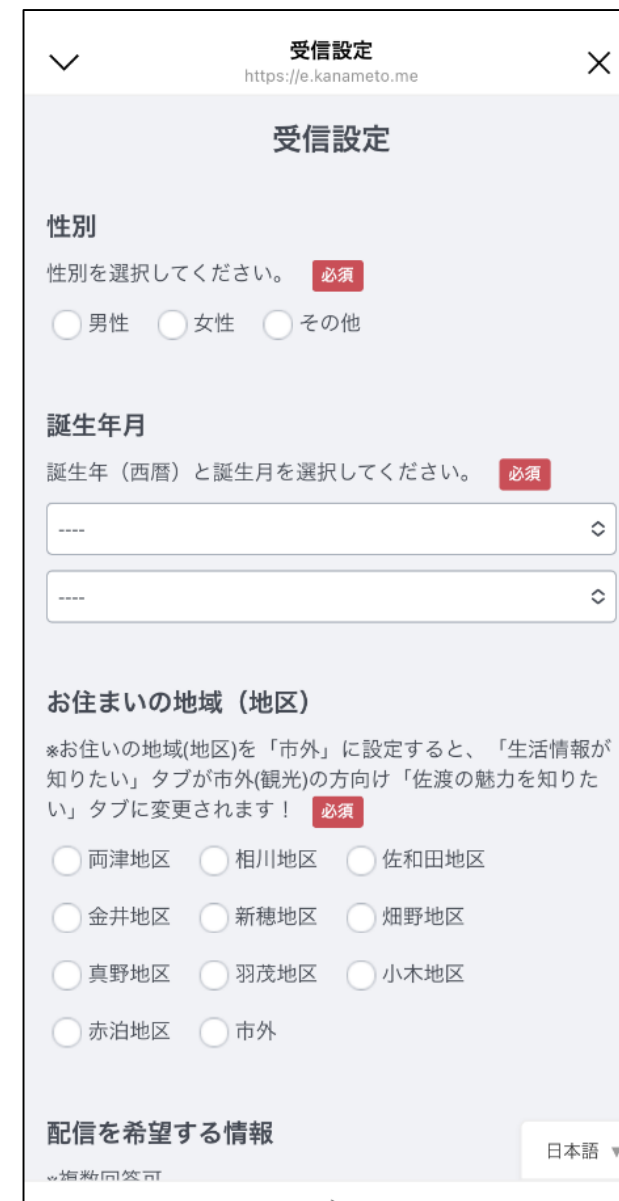 受信設定
https://e.kanameto.me
受信設定
性別
性別を選択してください。 必須
男性 女性 その他
誕生年月
誕生年（西暦）と誕生月を選択してください。 必須
----
----
お住まいの地域（地区）
※お住いの地域(地区)を「市外」に設定すると、「生活情報が
知りたい」タブが市外(観光)の方向け「佐渡の魅力を知りた
い」タブに変更されます！ 必須
両津地区 相川地区 佐和田地区
金井地区 新穂地区 畑野地区
真野地区 羽茂地区 小木地区
赤泊地区 市外
配信を希望する情報
日本語
※複数回答可